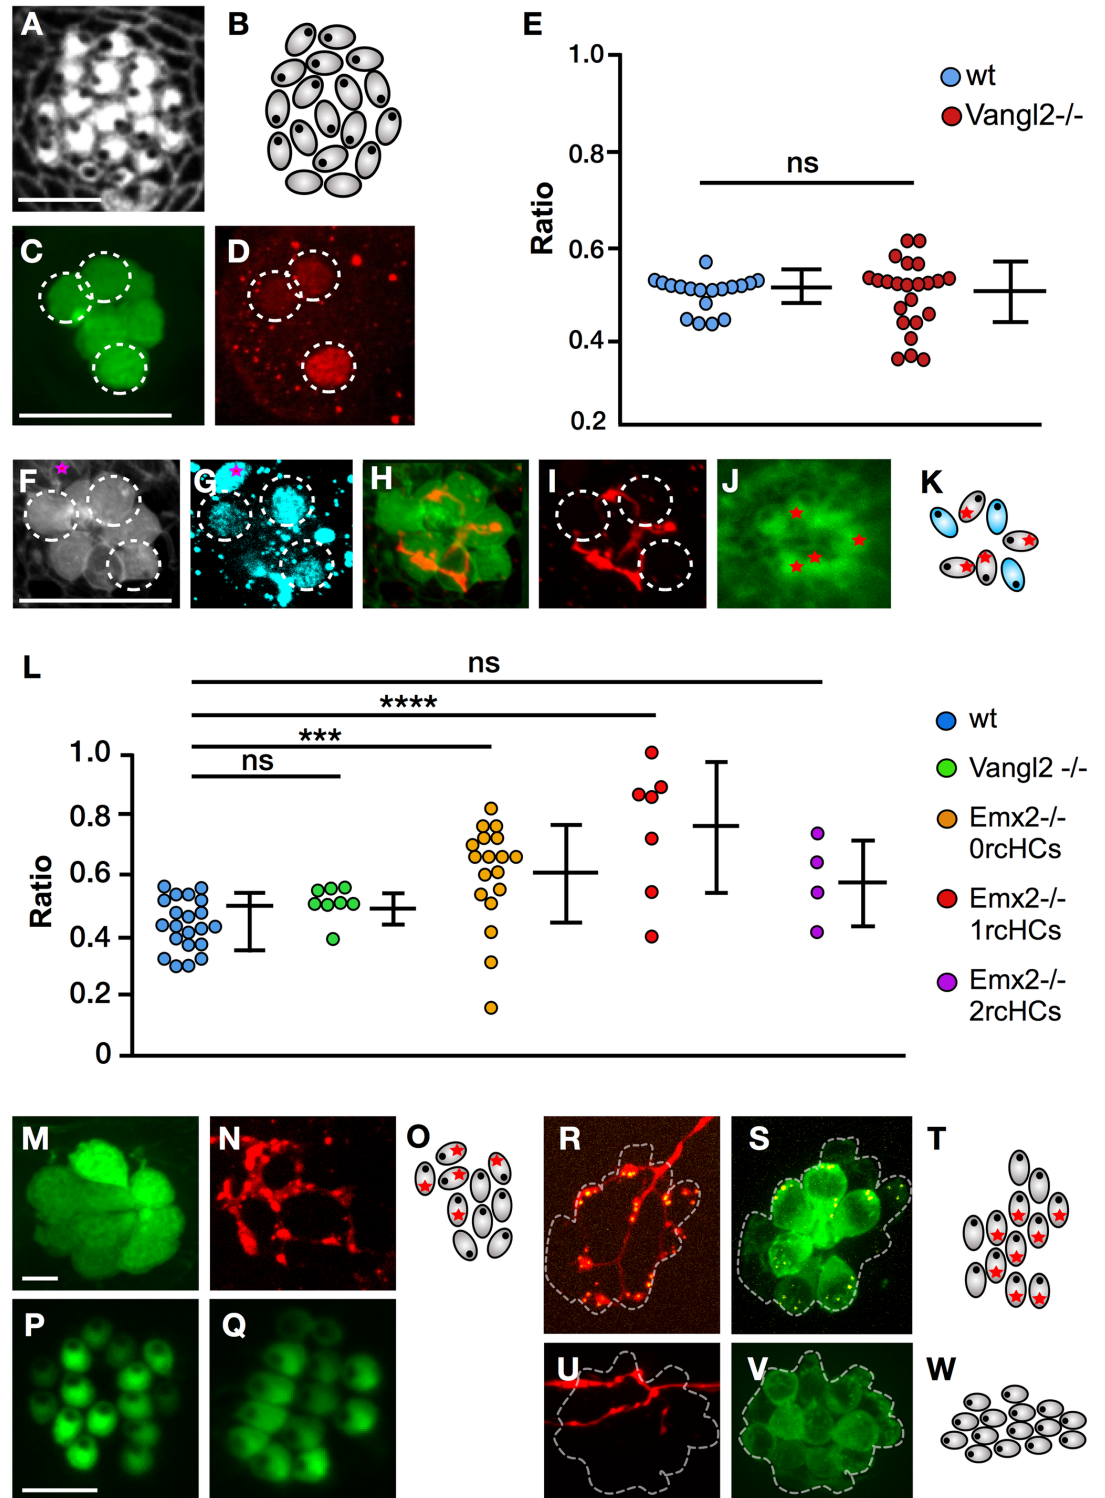 A
B
E
1.0
0.8
0.6
0.4
0.2
Ratio
wt
Vangl2-/-
ns
C
D
F
G
H
I
J
K
L
ns
****
***
ns
1.0
0.8
0.6
0.4
0.2
0
Ratio
wt
Vangl2 -/-
Emx2-/-
0rcHCs
Emx2-/-
1rcHCs
Emx2-/-
2rcHCs
M
N
O
R
S
T
P
Q
U
V
W